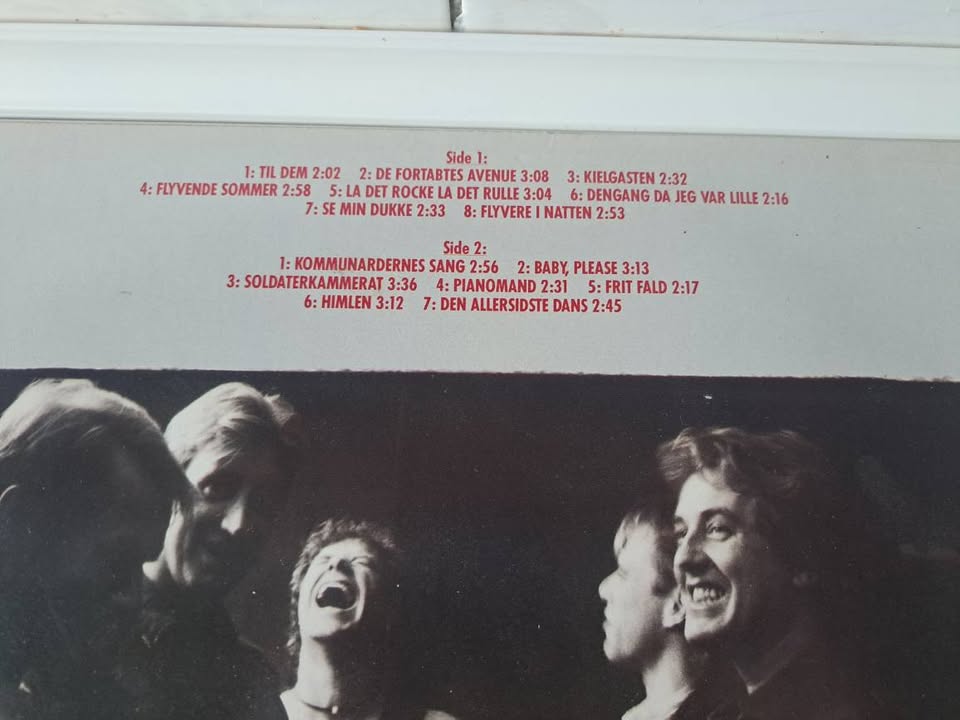 Side 1:
1: TIL DEM 2:02 2: DE FORTABTES AVENUE 3:08 3: KIELGASTEN 2:32
4: FLYVENDE SOMMER 2:58 5: LA DET ROCKE LA DET RULLE 3:04 6: DENGANG DA JEG VAR LILLE 2:16
7: SE MIN DUKKE 2:33 8: FLYVERE I NATTEN 2:53
Side 2:
1: KOMMUNARDERNES SANG 2:56 2: BABY, PLEASE 3:13
3: SOLDATERKAMMERAT 3:36 4: PIANOMAND 2:31 5: FRIT FALD 2:17
6: HIMLEN 3:12 7: DEN ALLERSIDSTE DANS 2:45